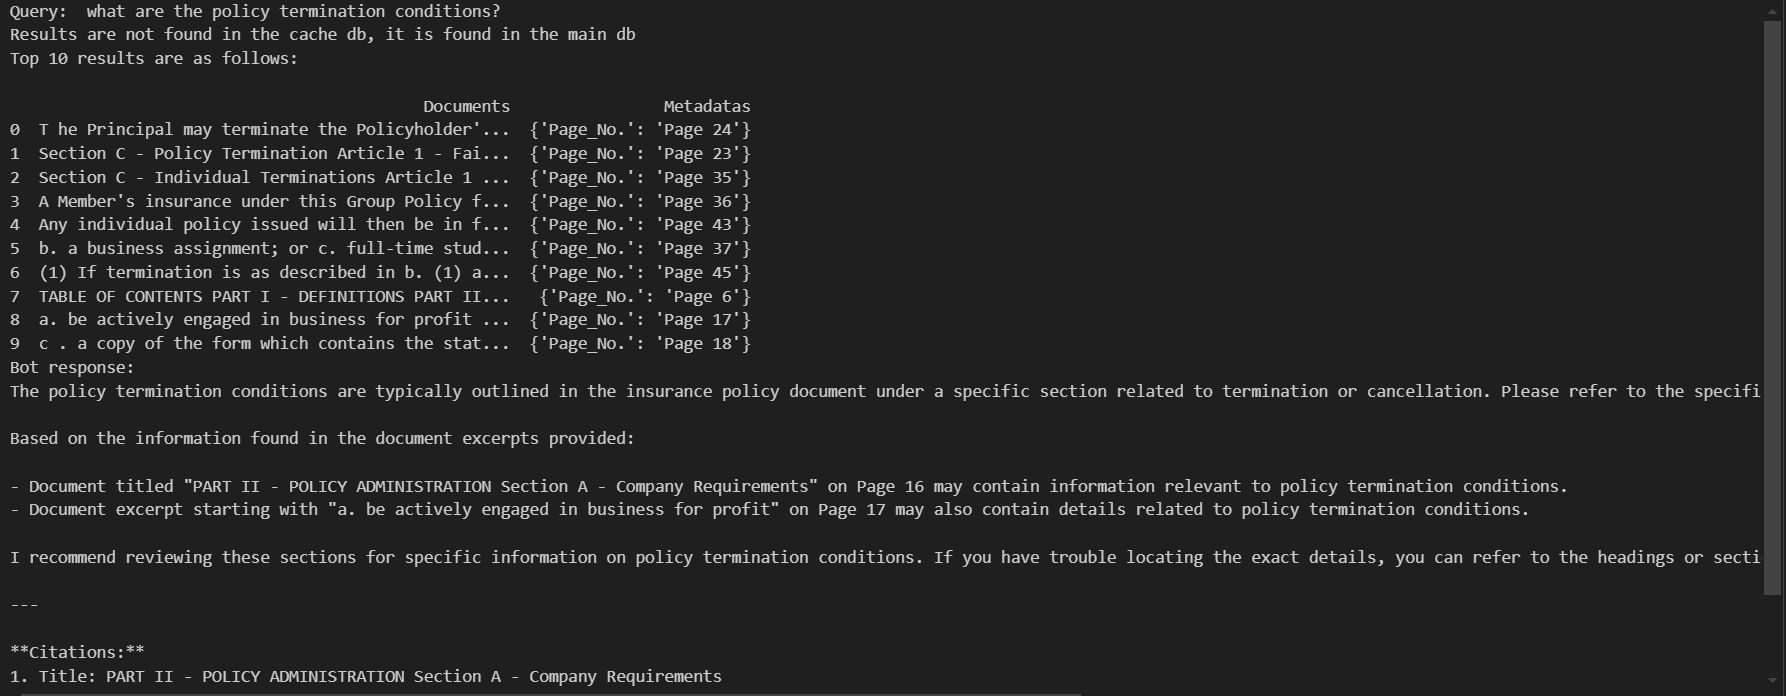 Query:  what are the policy termination conditions?
Results are not found in the cache db, it is found in the main db
Top 10 results are as follows:
Documents Metadatas
0  T he Principal may terminate the Policyholder'...  {'Page_No.': 'Page 24'}
1  Section C - Policy Termination Article 1 - Fai...  {'Page_No.': 'Page 23'}
2  Section C - Individual Terminations Article 1 ...  {'Page_No.': 'Page 35'}
3  A Member's insurance under this Group Policy f...  {'Page_No.': 'Page 36'}
4  Any individual policy issued will then be in f...  {'Page_No.': 'Page 43'}
5  b. a business assignment; or c. full-time stud...  {'Page_No.': 'Page 37'}
6  (1) If termination is as described in b. (1) a...  {'Page_No.': 'Page 45'}
7  TABLE OF CONTENTS PART I - DEFINITIONS PART II...   {'Page_No.': 'Page 6'}
8  a. be actively engaged in business for profit ...  {'Page_No.': 'Page 17'}
9  c . a copy of the form which contains the stat...  {'Page_No.': 'Page 18'}
Bot response:
The policy termination conditions are typically outlined in the insurance policy document under a specific section related to termination or cancellation. Please refer to the specifi
Based on the information found in the document excerpts provided:
- Document titled "PART II - POLICY ADMINISTRATION Section A - Company Requirements" on Page 16 may contain information relevant to policy termination conditions.
- Document excerpt starting with "a. be actively engaged in business for profit" on Page 17 may also contain details related to policy termination conditions.
I recommend reviewing these sections for specific information on policy termination conditions. If you have trouble locating the exact details, you can refer to the headings or secti
---
**Citations:**
1. Title: PART II - POLICY ADMINISTRATION Section A - Company Requirements